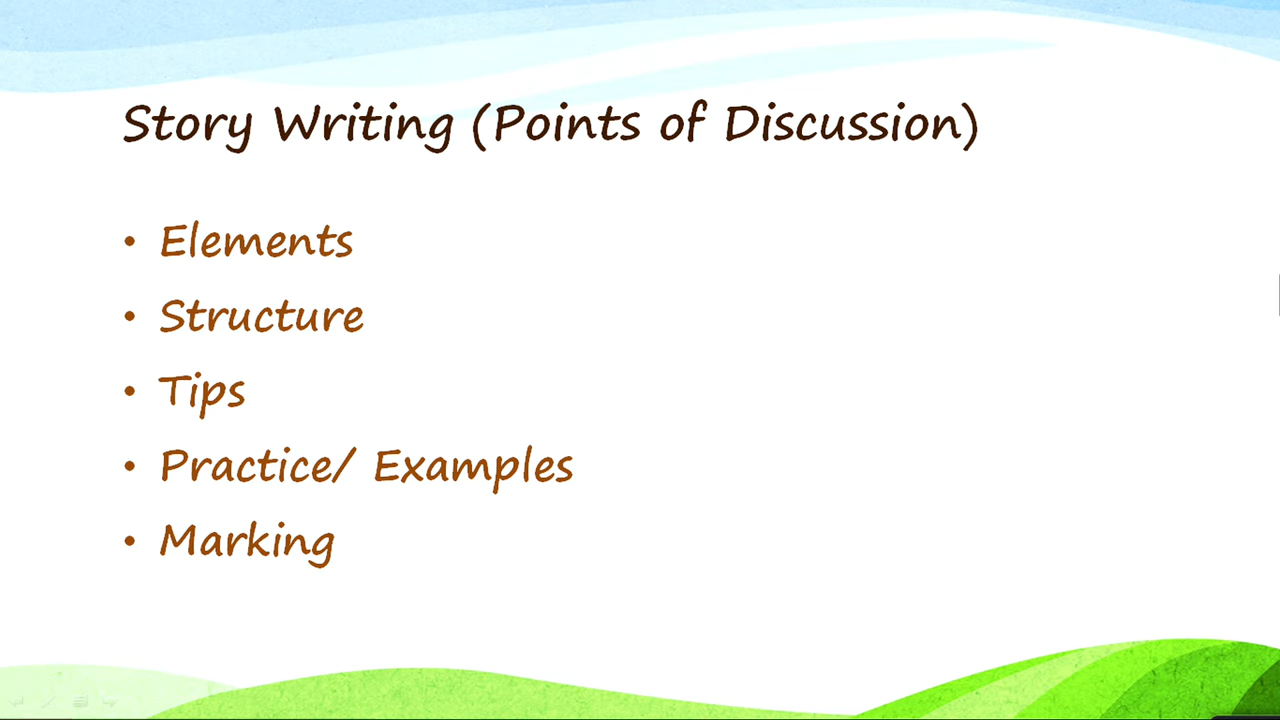 Story Writing (Points of Discussion)
• Elements
• Structure
• Tips
• Practice/ Examples
• Marking